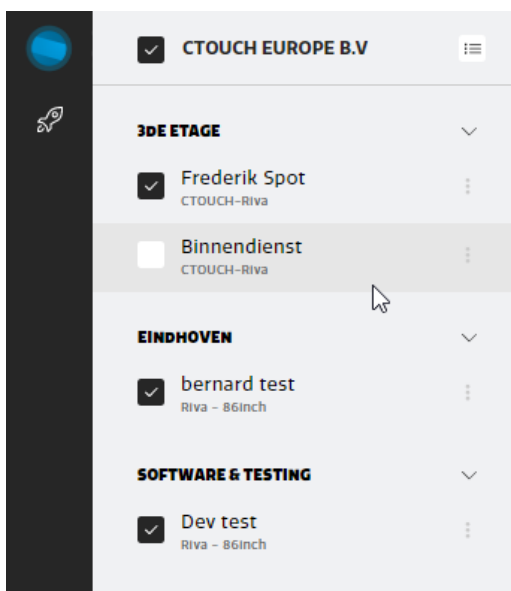 CTOUCH EUROPE B.V
3DE ETAGE
Frederik Spot
CTOUCH-Riva
Binnendienst
CTOUCH-Riva
EINDHOVEN
bernard test
Riva - 86inch
SOFTWARE & TESTING
Dev test
Riva - 86inch